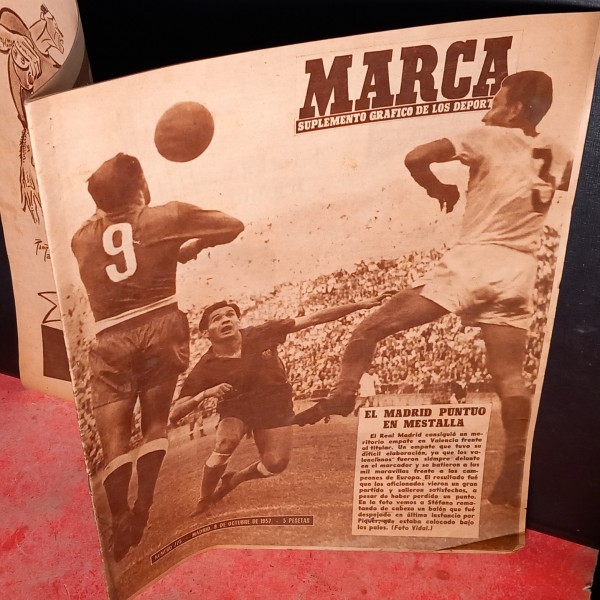 MARCA
SUPLEMENTO GRAFICO DE LOS DEPORT
3
9
EL MADRID PUNTUO
EN MESTALLA
El Real Madrid consiguió un me-
ritorio empate en Valencia frente
al titular. Un empate que tuvo su
difícil elaboración, ya que los va-
lencianos fueron siempre delante
en el marcador y se batieron a las
mil maravillas frente a los cam-
peones de Europa. El resultado fué
que los aficionados vieron un gran
partido y salieron satisfechos, a
pesar de haber perdido un punto.
En la foto vemos a Stéfano rema-
tando de cabeza un balón que fué
despejado en última instancia por
Piquer, que estaba colocado bajo
los palos. (Foto Vidal.)
NUMERO
MADRID, 8 DE OCTUBRE DE 1957
5 PESETAS